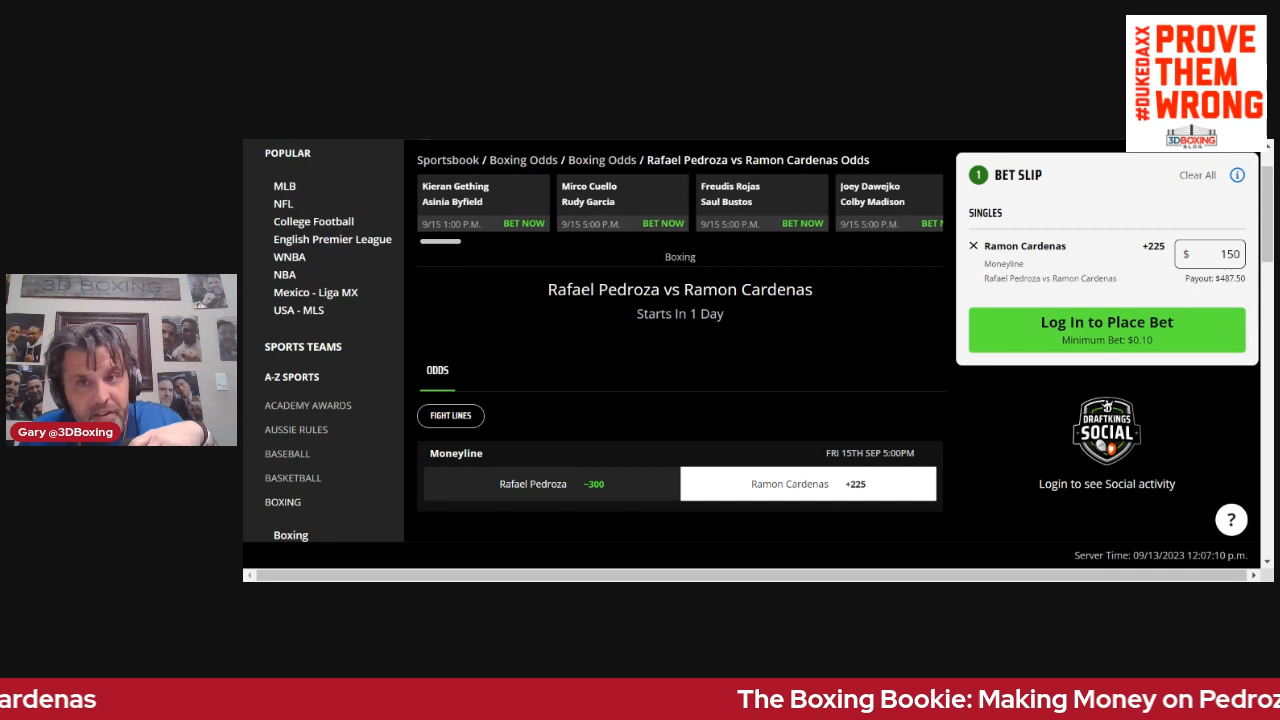 #DUKEDAXX
PROVE
THEM
WRONG
3DBOXING
BLOG
POPULAR
MLB
NFL
College Football
English Premier League
WNBA
NBA
Mexico - Liga MX
USA - MLS
SPORTS TEAMS
A-Z SPORTS
ACADEMY AWARDS
AUSSIE RULES
BASEBALL
BASKETBALL
BOXING
Boxing
Sportsbook / Boxing Odds / Boxing Odds / Rafael Pedroza vs Ramon Cardenas Odds
Kieran Gething
Asinia Byfield
9/15 1:00 P.M. BET NOW
Mirco Cuello
Rudy Garcia
9/15 5:00 P.M. BET NOW
Freudis Rojas
Saul Bustos
9/15 5:00 P.M. BET NOW
Joey Dawejko
Colby Madison
9/15 5:00 P.M. BET N
Boxing
Rafael Pedroza vs Ramon Cardenas
Starts In 1 Day
ODDS
FIGHT LINES
Moneyline FRI 15TH SEP 5:00PM
Rafael Pedroza −300
Ramon Cardenas +225
1 BET SLIP Clear All
SINGLES
Ramon Cardenas +225 $ 150
Moneyline
Rafael Pedroza vs Ramon Cardenas Payout: $487.50
Log In to Place Bet
Minimum Bet: $0.10
DRAFTKINGS
SOCIAL
Login to see Social activity
?
Server Time: 09/13/2023 12:07:10 p.m.
3D BOXING
Gary @3DBoxing
ardenas The Boxing Bookie: Making Money on Pedroz